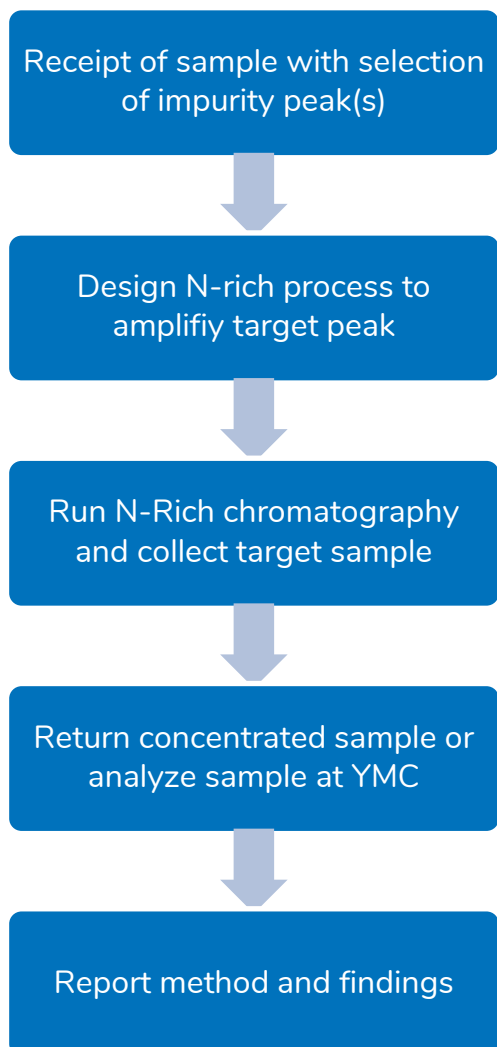 Receipt of sample with selection
of impurity peak(s)
Design N-rich process to
amplifiy target peak
Run N-Rich chromatography
and collect target sample
Return concentrated sample or
analyze sample at YMC
Report method and findings